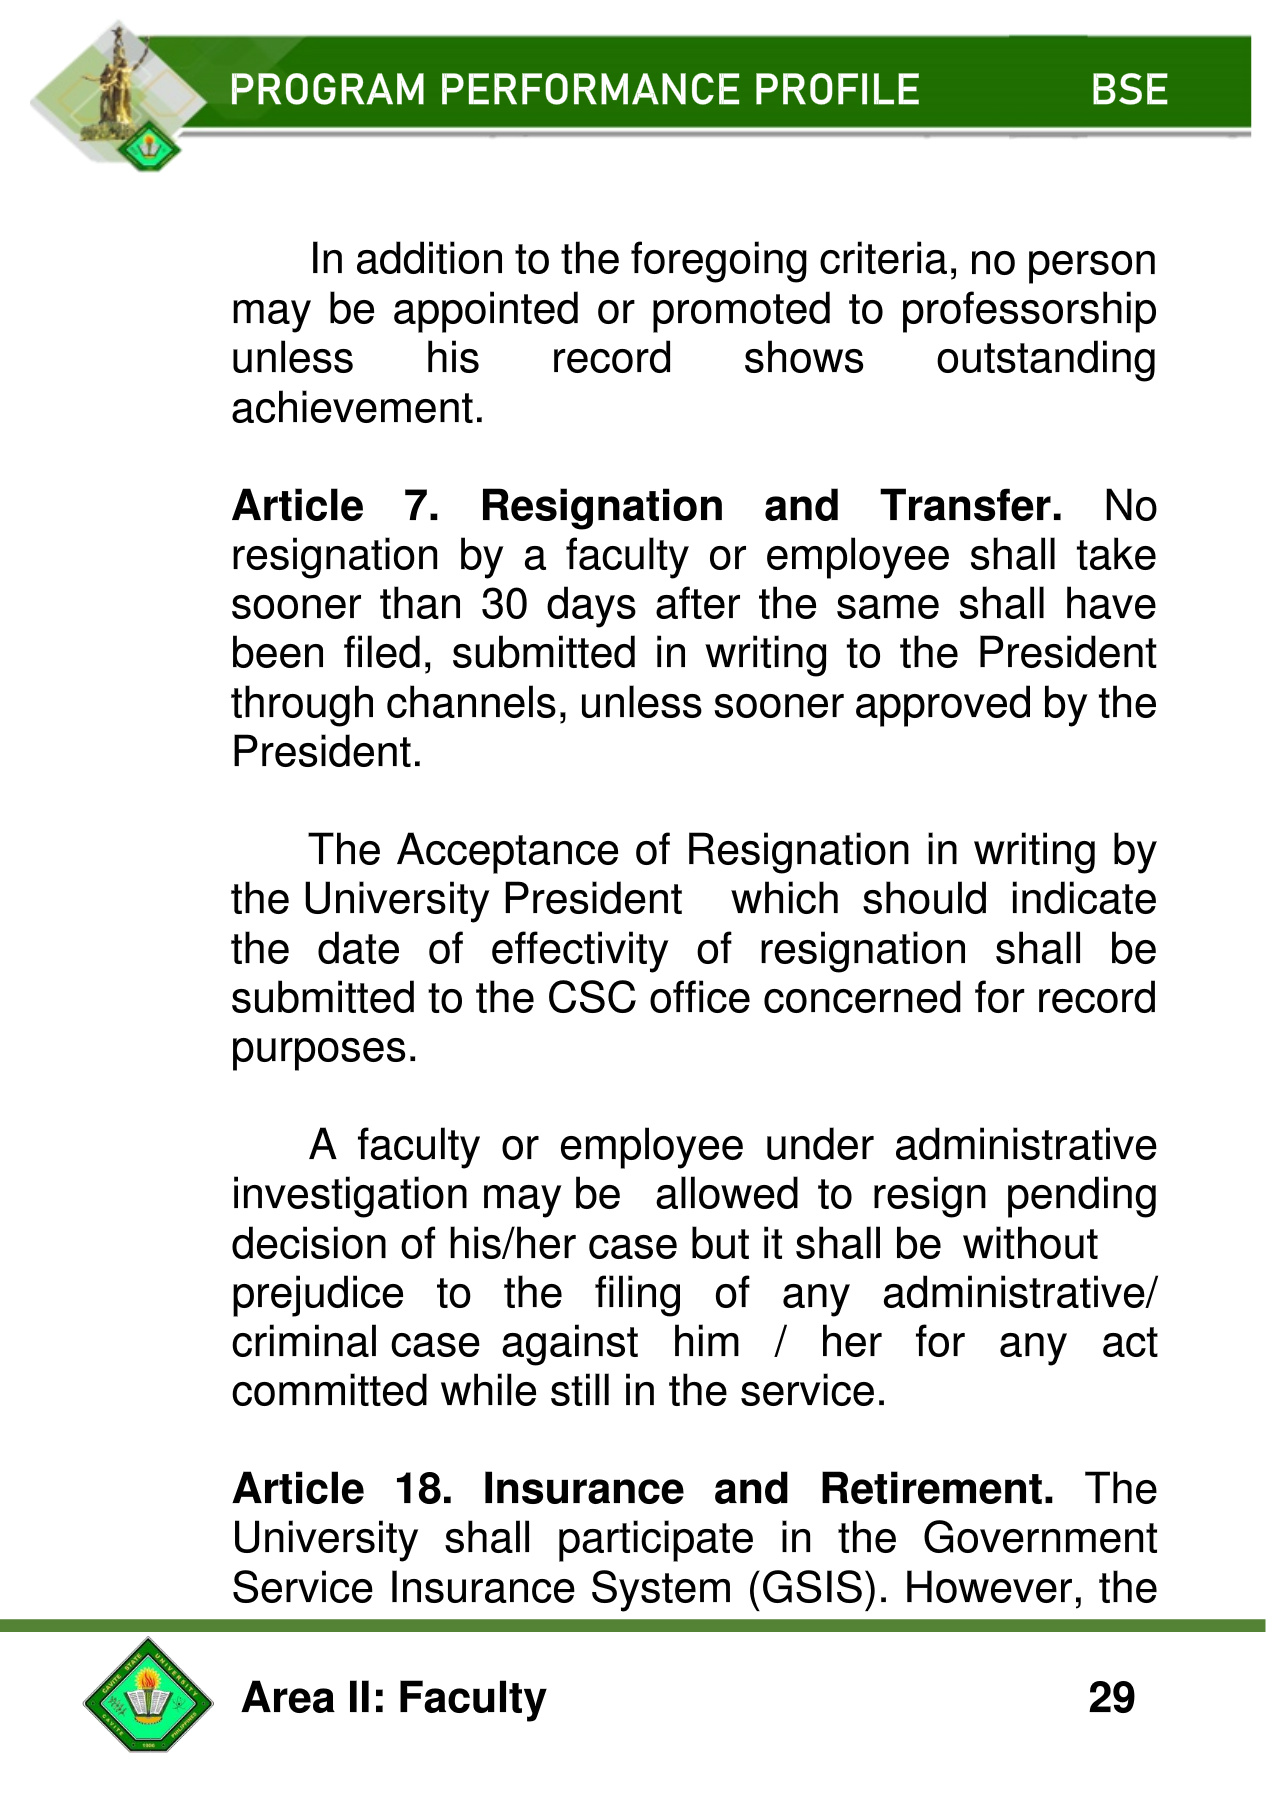 PROGRAM PERFORMANCE PROFILE BSE
In addition to the foregoing criteria, no person
may be appointed or promoted to professorship
unless his record shows outstanding
achievement.
Article 7. Resignation and Transfer. No
resignation by a faculty or employee shall take
sooner than 30 days after the same shall have
been filed, submitted in writing to the President
through channels, unless sooner approved by the
President.
The Acceptance of Resignation in writing by
the University President which should indicate
the date of effectivity of resignation shall be
submitted to the CSC office concerned for record
purposes.
A faculty or employee under administrative
investigation may be allowed to resign pending
decision of his/her case but it shall be without
prejudice to the filing of any administrative/
criminal case against him / her for any act
committed while still in the service.
Article 18. Insurance and Retirement. The
University shall participate in the Government
Service Insurance System (GSIS). However, the
CAVITE STATE UNIVERSITY
CAVITE PHILIPPINES
1906
Area II: Faculty 29